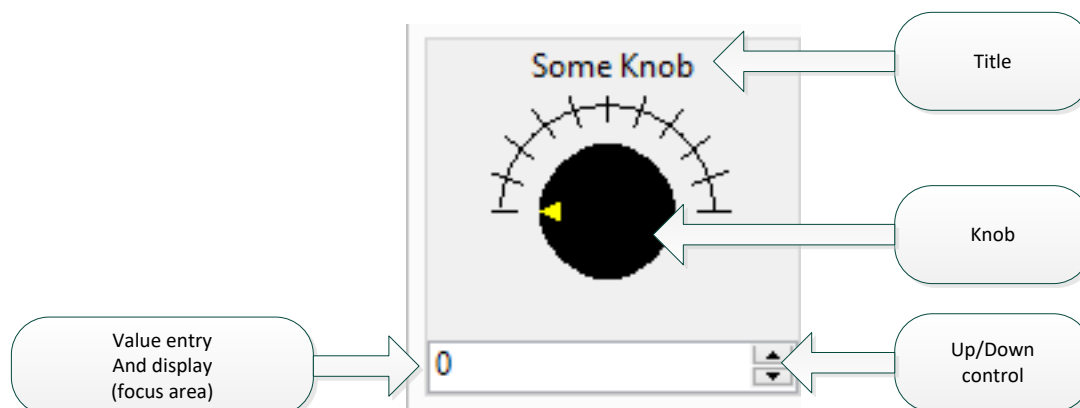 Some Knob
Title
Knob
Value entry
And display
(focus area)
0
Up/Down
control